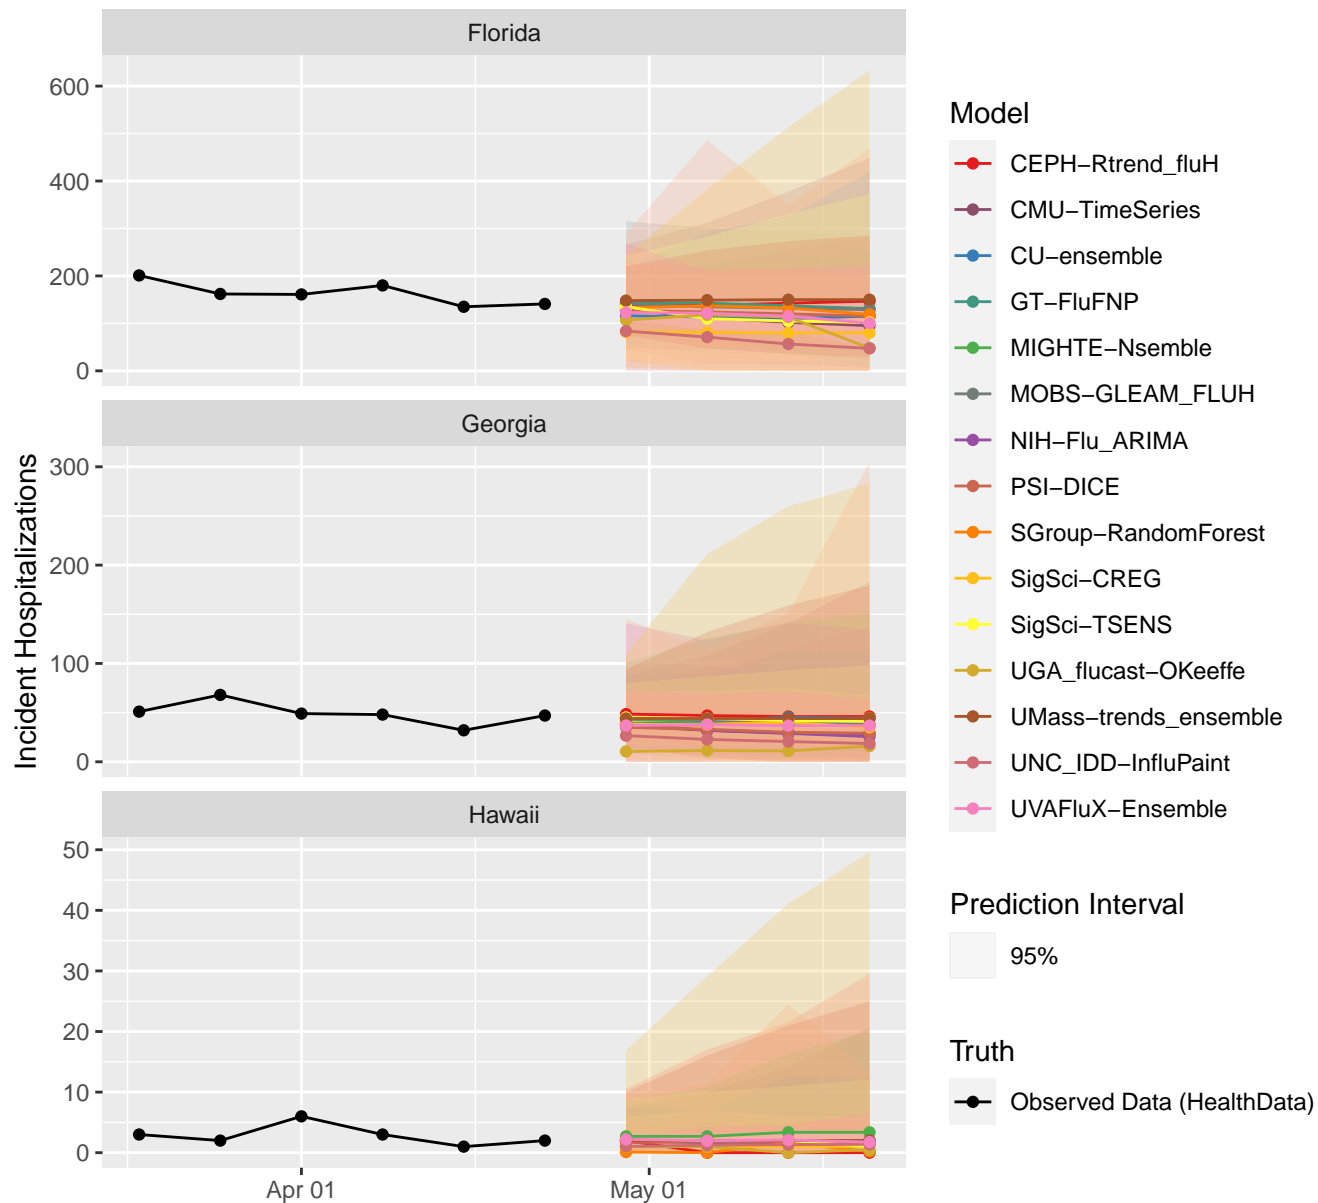 Florida
600
400
200
0
Georgia
300
200
100
0
Hawaii
50
40
30
20
10
0
Apr 01
May 01
Incident Hospitalizations
Model
CEPH−Rtrend_fluH
CMU−TimeSeries
CU−ensemble
GT−FluFNP
MIGHTE−Nsemble
MOBS−GLEAM_FLUH
NIH−Flu_ARIMA
PSI−DICE
SGroup−RandomForest
SigSci−CREG
SigSci−TSENS
UGA_flucast−OKeeffe
UMass−trends_ensemble
UNC_IDD−InfluPaint
UVAFluX−Ensemble
Prediction Interval
95%
Truth
Observed Data (HealthData)